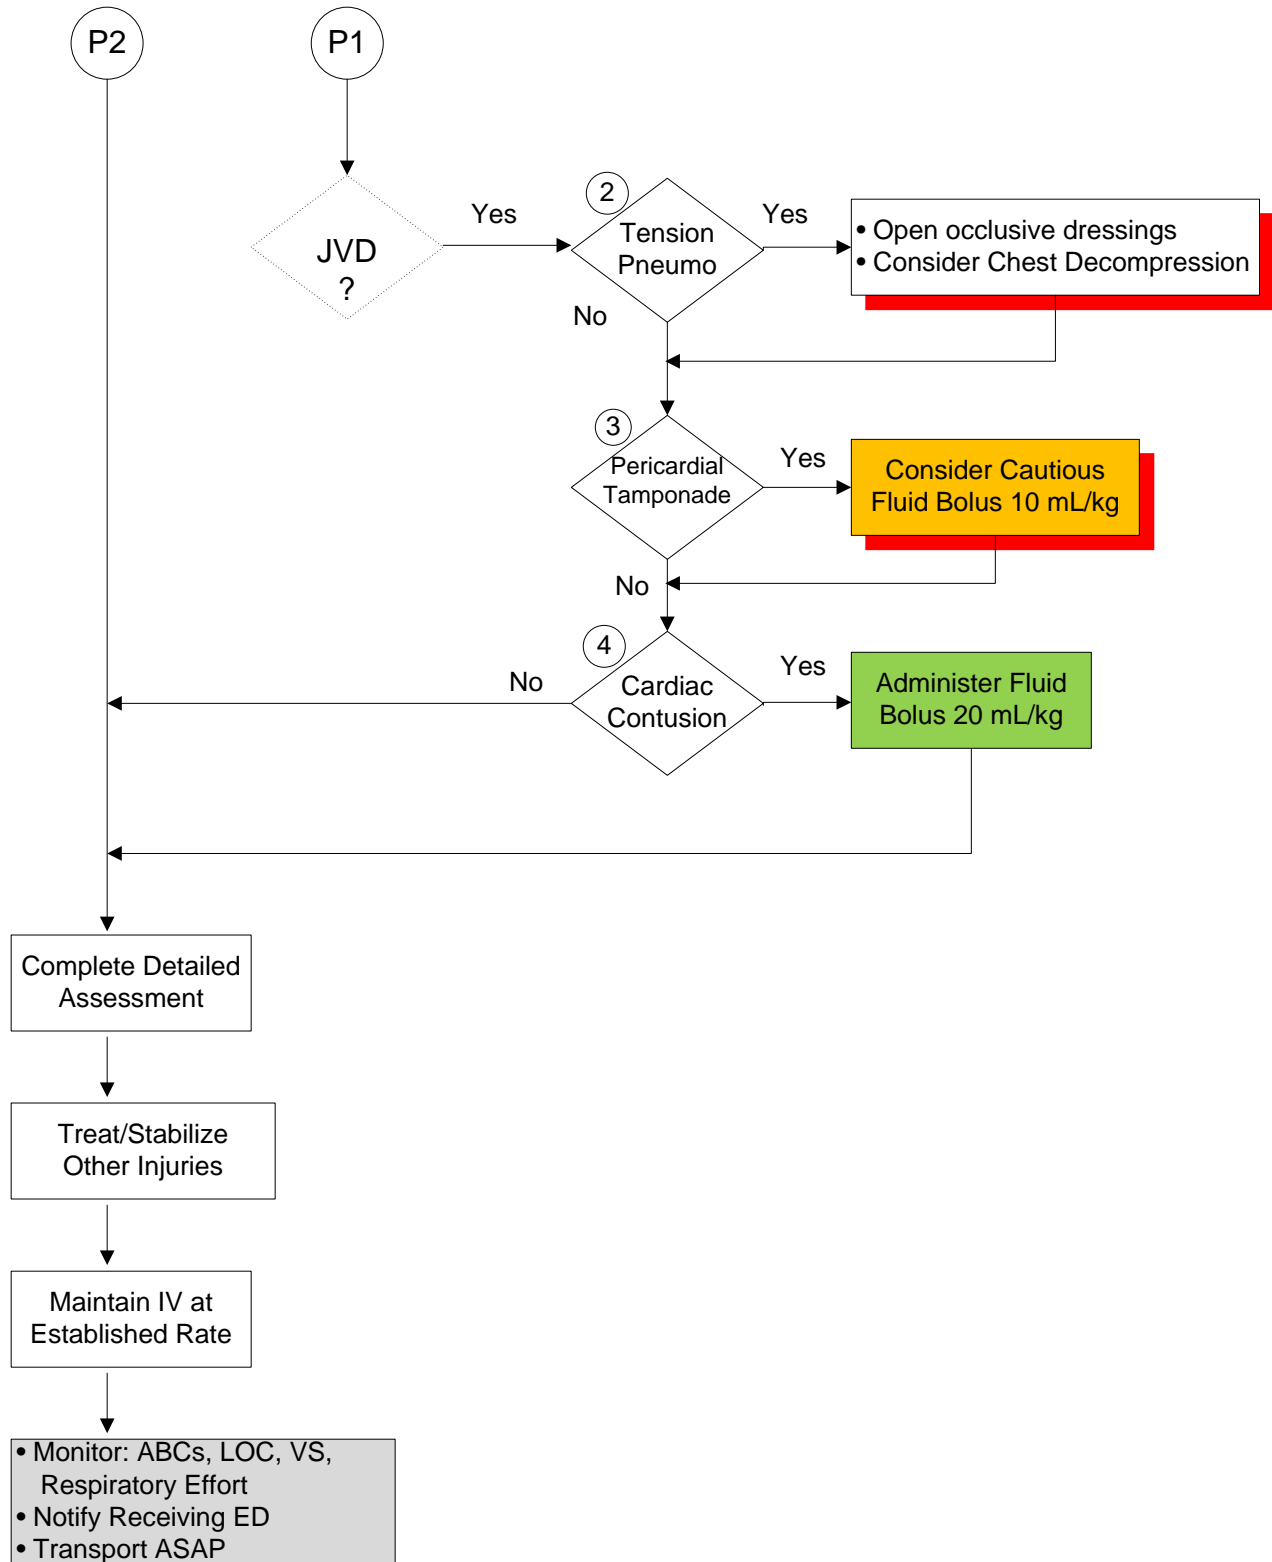 P2
P1
JVD
?
Yes
2
Tension
Pneumo
Yes
• Open occlusive dressings
• Consider Chest Decompression
No
3
Pericardial
Tamponade
Yes
Consider Cautious
Fluid Bolus 10 mL/kg
No
4
Cardiac
Contusion
No
Yes
Administer Fluid
Bolus 20 mL/kg
Complete Detailed
Assessment
Treat/Stabilize
Other Injuries
Maintain IV at
Established Rate
• Monitor: ABCs, LOC, VS,
Respiratory Effort
• Notify Receiving ED
• Transport ASAP